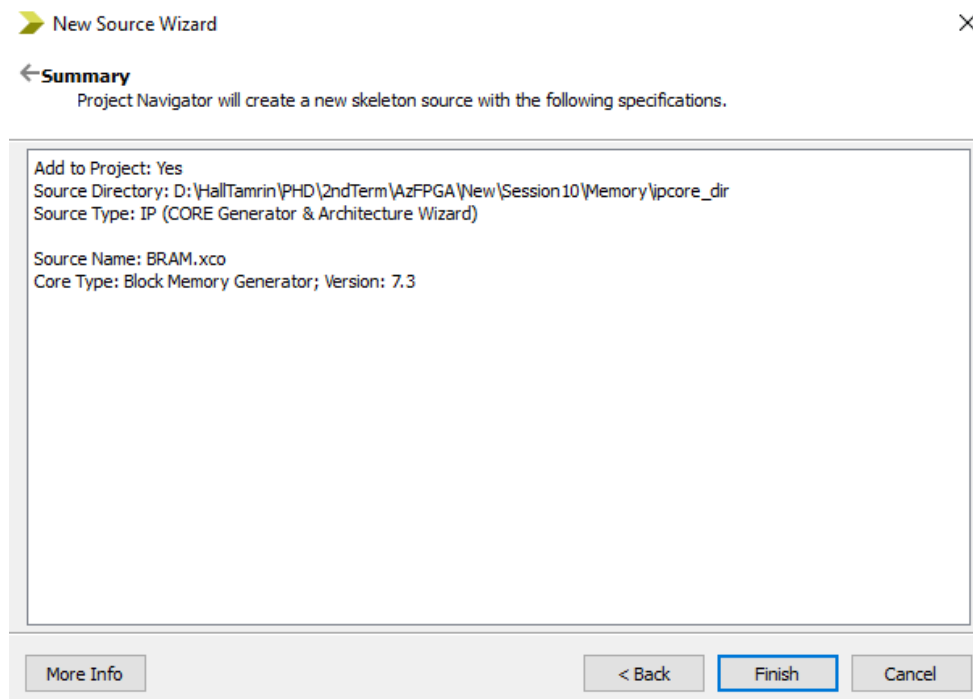 New Source Wizard
Summary
Project Navigator will create a new skeleton source with the following specifications.
Add to Project: Yes
Source Directory: D:\HallTamrin\PHD\2ndTerm\AzFPGA\New\Session10\Memory\ipcore_dir
Source Type: IP (CORE Generator & Architecture Wizard)
Source Name: BRAM.xco
Core Type: Block Memory Generator; Version: 7.3
More Info < Back Finish Cancel